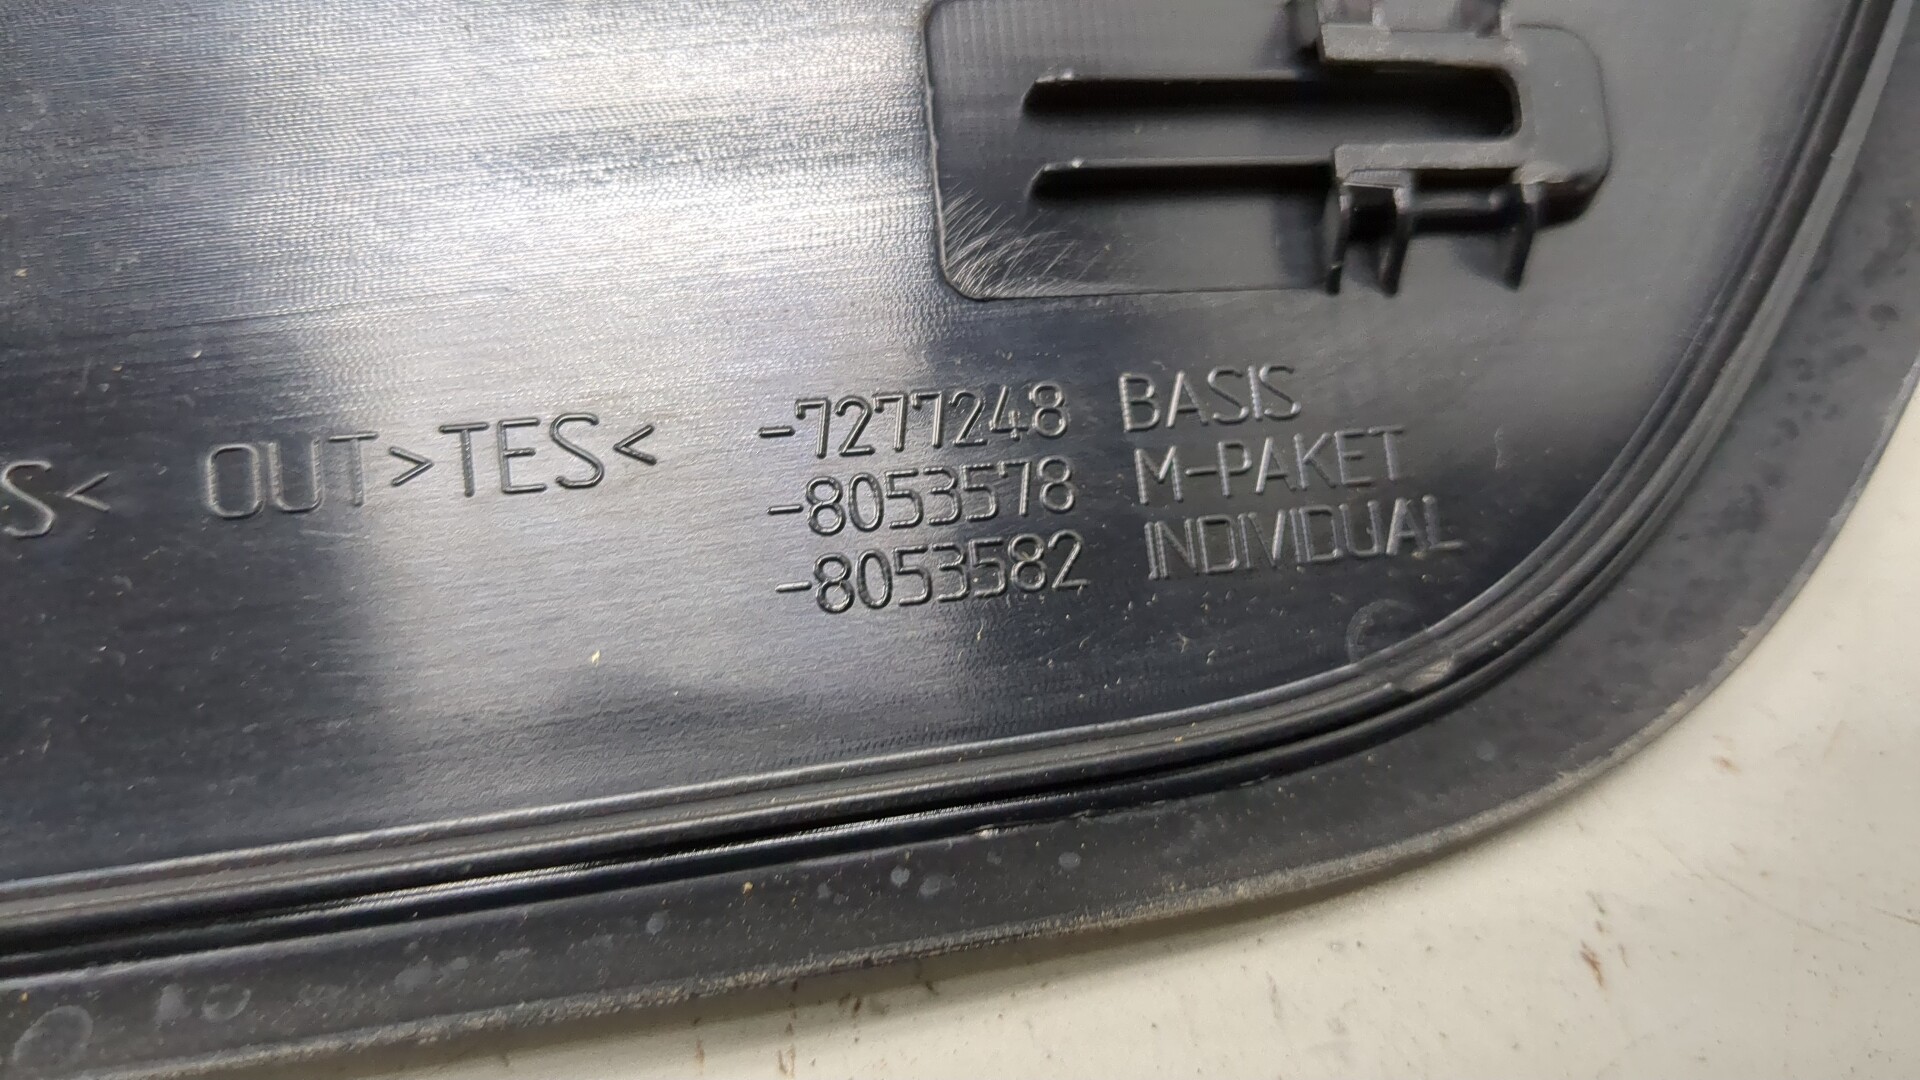 S< OUT>TES< -7277248 BASIS
-8053578 M-PAKET
-8053582 INDIVIDUAL